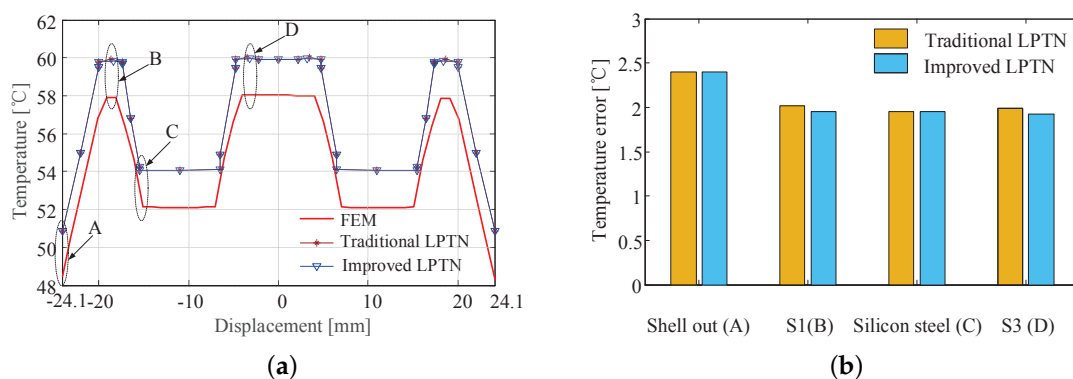 62
60
58
56
54
52
50
48
Temperature [℃]
A
B
C
D
FEM
Traditional LPTN
Improved LPTN
-24.1
-20
-10
0
10
20
24.1
Displacement [mm]
(a)
3
2.5
2
1.5
1
0.5
0
Temperature error[℃]
Traditional LPTN
Improved LPTN
Shell out (A)
S1(B)
Silicon steel (C)
S3 (D)
(b)